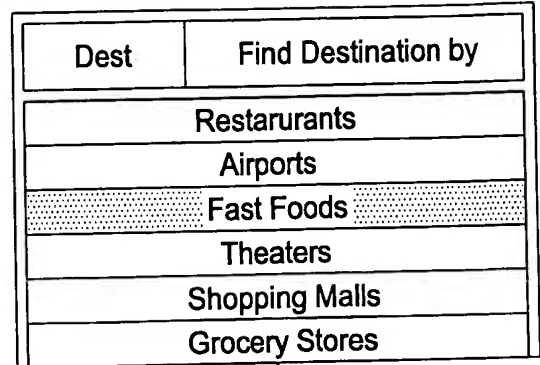 Dest Find Destination by
Restarurants
Airports
Fast Foods
Theaters
Shopping Malls
Grocery Stores